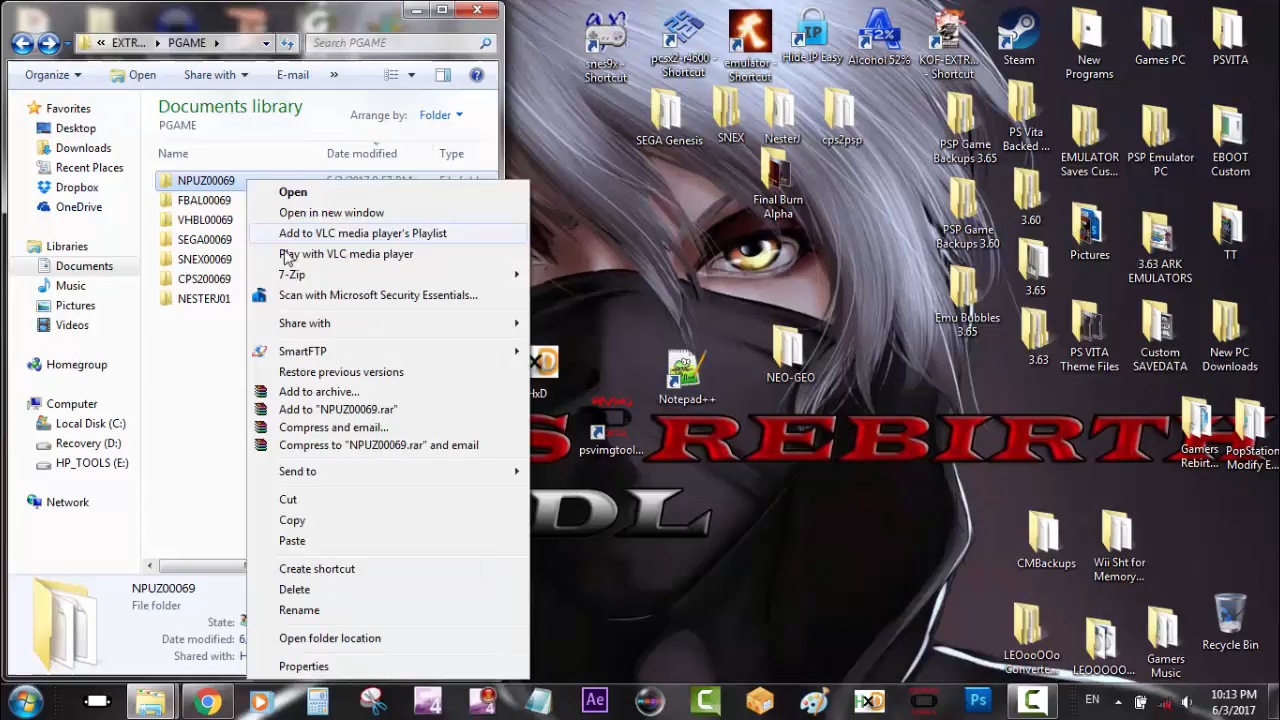 « EXTR... ▸ PGAME ▸
Search PGAME
Organize ▾ Open Share with ▾ E-mail »
Favorites
Desktop
Downloads
Recent Places
Dropbox
OneDrive
Libraries
Documents
Music
Pictures
Videos
Homegroup
Computer
Local Disk (C:)
Recovery (D:)
HP_TOOLS (E:)
Network
Documents library
PGAME
Arrange by: Folder ▾
Name Date modified Type
NPUZ00069
FBAL00069
VHBL00069
SEGA00069
SNEX00069
CPS200069
NESTERJ01
Open
Open in new window
Add to VLC media player's Playlist
Play with VLC media player
7-Zip
Scan with Microsoft Security Essentials...
Share with
SmartFTP
Restore previous versions
Add to archive...
Add to "NPUZ00069.rar"
Compress and email...
Compress to "NPUZ00069.rar" and email
Send to
Cut
Copy
Paste
Create shortcut
Delete
Rename
Open folder location
Properties
NPUZ00069
File folder
State:
Date modified: 6/
Shared with: H
snes9x - Shortcut
pcsx2-r4600 - Shortcut
emulator - Shortcut
Hide IP Easy
Alcohol 52%
KOF-EXTR... - Shortcut
Steam
New Programs
Games PC
PSVITA
SEGA Genesis
SNEX
NesterJ
cps2psp
PSP Game Backups 3.65
PS Vita Backed ...
EMULATOR Saves Cus...
PSP Emulator PC
EBOOT Custom
Final Burn Alpha
PSP Game Backups 3.60
3.60
Pictures
3.63 ARK EMULATORS
TT
3.65
Emu Bubbles 3.65
3.63
PS VITA Theme Files
Custom SAVEDATA
New PC Downloads
NEO-GEO
HxD
Notepad++
psvimgtool...
S REBIRTH
DL
Gamers Rebirt...
PopStation Modify E...
CMBackups
Wii Sht for Memory...
LEOooOOo Converte...
LEOOOOO...
Gamers Music
Recycle Bin
EN
10:13 PM
6/3/2017